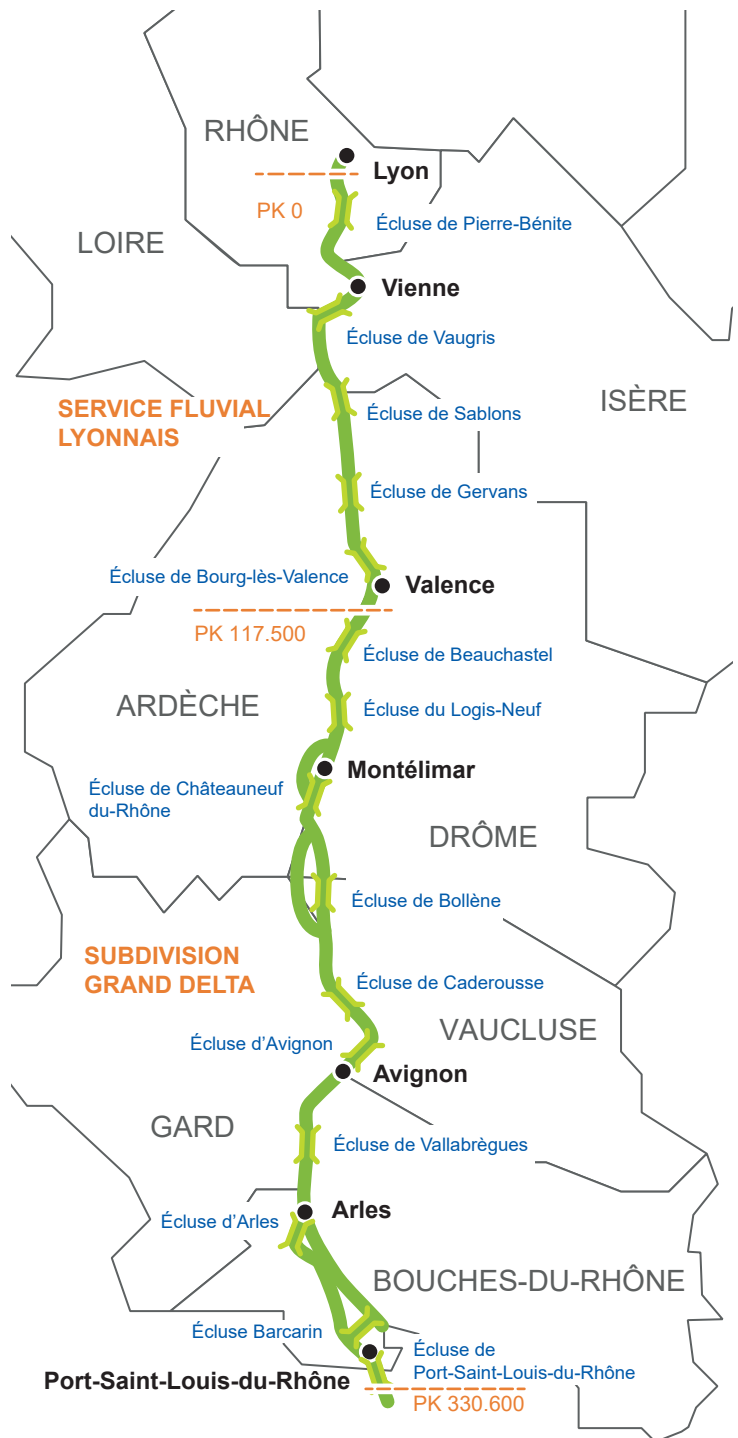 RHÔNE
Lyon
PK 0
Écluse de Pierre-Bénite
LOIRE
Vienne
Écluse de Vaugris
ISÈRE
SERVICE FLUVIAL
LYONNAIS
Écluse de Sablons
Écluse de Gervans
Écluse de Bourg-lès-Valence
Valence
PK 117.500
Écluse de Beauchastel
ARDÈCHE
Écluse du Logis-Neuf
Montélimar
Écluse de Châteauneuf
du-Rhône
DRÔME
Écluse de Bollène
SUBDIVISION
GRAND DELTA
Écluse de Caderousse
VAUCLUSE
Écluse d’Avignon
Avignon
GARD
Écluse de Vallabrègues
Arles
Écluse d’Arles
BOUCHES-DU-RHÔNE
Écluse Barcarin
Écluse de
Port-Saint-Louis-du-Rhône
Port-Saint-Louis-du-Rhône
PK 330.600